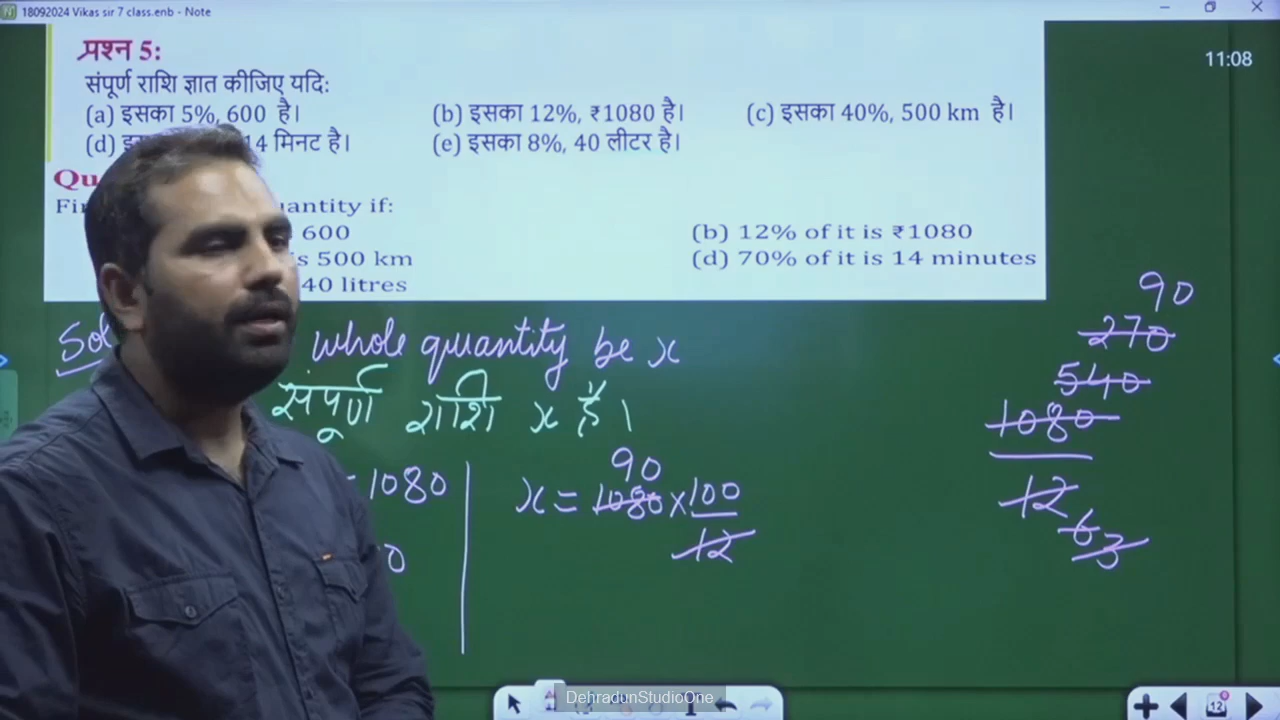 18092024 Vikas sir 7 class.enb - Note
11:08
प्रश्न 5:
संपूर्ण राशि ज्ञात कीजिए यदि:
(a) इसका 5%, 600 है।
(b) इसका 12%, ₹1080 है।
(c) इसका 40%, 500 km है।
(d) 14 मिनट है।
(e) इसका 8%, 40 लीटर है।
uantity if:
600
(b) 12% of it is ₹1080
s 500 km
(d) 70% of it is 14 minutes
40 litres
Sol whole quantity be x
संपूर्ण राशि x है।
= 1080
0
90
x = 1080 × 100
12
90
270
540
1080
12
6
3
DehradunStudioOne
12